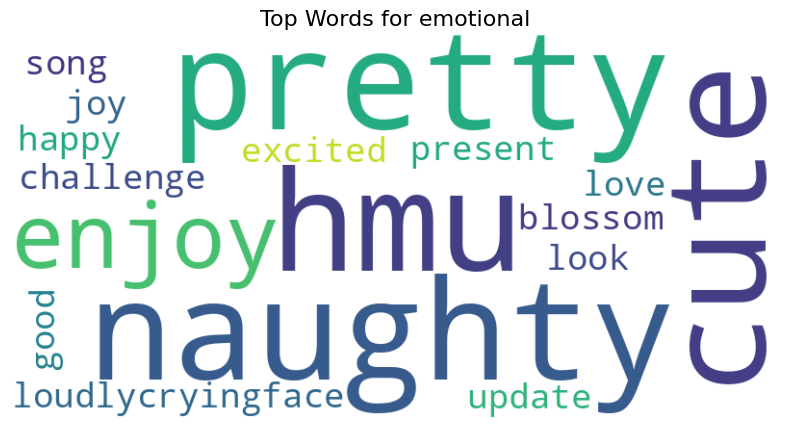 Top Words for emotional
song
pretty
joy
happy
excited
present
cute
challenge
hmu
love
enjoy
blossom
look
naughty
good
loudlycryingface
update